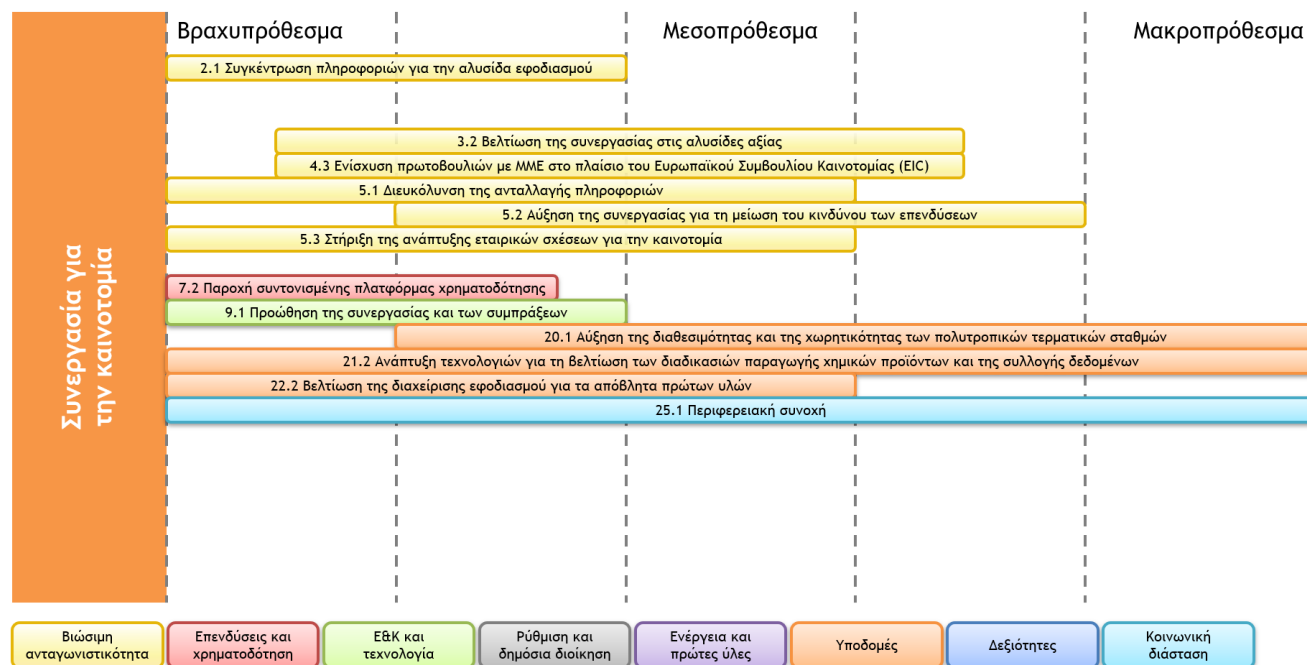 Βραχυπρόθεσμα
Μεσοπρόθεσμα
Μακροπρόθεσμα
2.1 Συγκέντρωση πληροφοριών για την αλυσίδα εφοδιασμού
3.2 Βελτίωση της συνεργασίας στις αλυσίδες αξίας
4.3 Ενίσχυση πρωτοβουλιών με ΜΜΕ στο πλαίσιο του Ευρωπαϊκού Συμβουλίου Καινοτομίας (EIC)
5.1 Διευκόλυνση της ανταλλαγής πληροφοριών
5.2 Αύξηση της συνεργασίας για τη μείωση του κινδύνου των επενδύσεων
5.3 Στήριξη της ανάπτυξης εταιρικών σχέσεων για την καινοτομία
Συνεργασία για
την καινοτομία
7.2 Παροχή συντονισμένης πλατφόρμας χρηματοδότησης
9.1 Προώθηση της συνεργασίας και των συμπράξεων
20.1 Αύξηση της διαθεσιμότητας και της χωρητικότητας των πολυτροπικών τερματικών σταθμών
21.2 Ανάπτυξη τεχνολογιών για τη βελτίωση των διαδικασιών παραγωγής χημικών προϊόντων και της συλλογής δεδομένων
22.2 Βελτίωση της διαχείρισης εφοδιασμού για τα απόβλητα πρώτων υλών
25.1 Περιφερειακή συνοχή
Βιώσιμη
ανταγωνιστικότητα
Επενδύσεις και
χρηματοδότηση
Ε&Κ και
τεχνολογία
Ρύθμιση και
δημόσια διοίκηση
Ενέργεια και
πρώτες ύλες
Υποδομές
Δεξιότητες
Κοινωνική
διάσταση